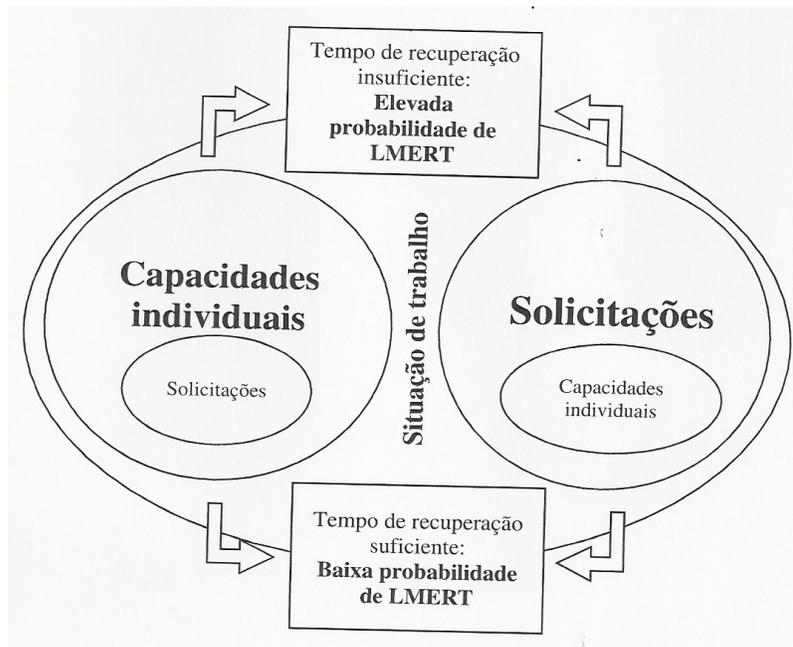 Tempo de recuperação
insuficiente:
Elevada
probabilidade de
LMERT
Capacidades
individuais
Solicitações
Situação de trabalho
Solicitações
Capacidades
individuais
Tempo de recuperação
suficiente:
Baixa probabilidade
de LMERT